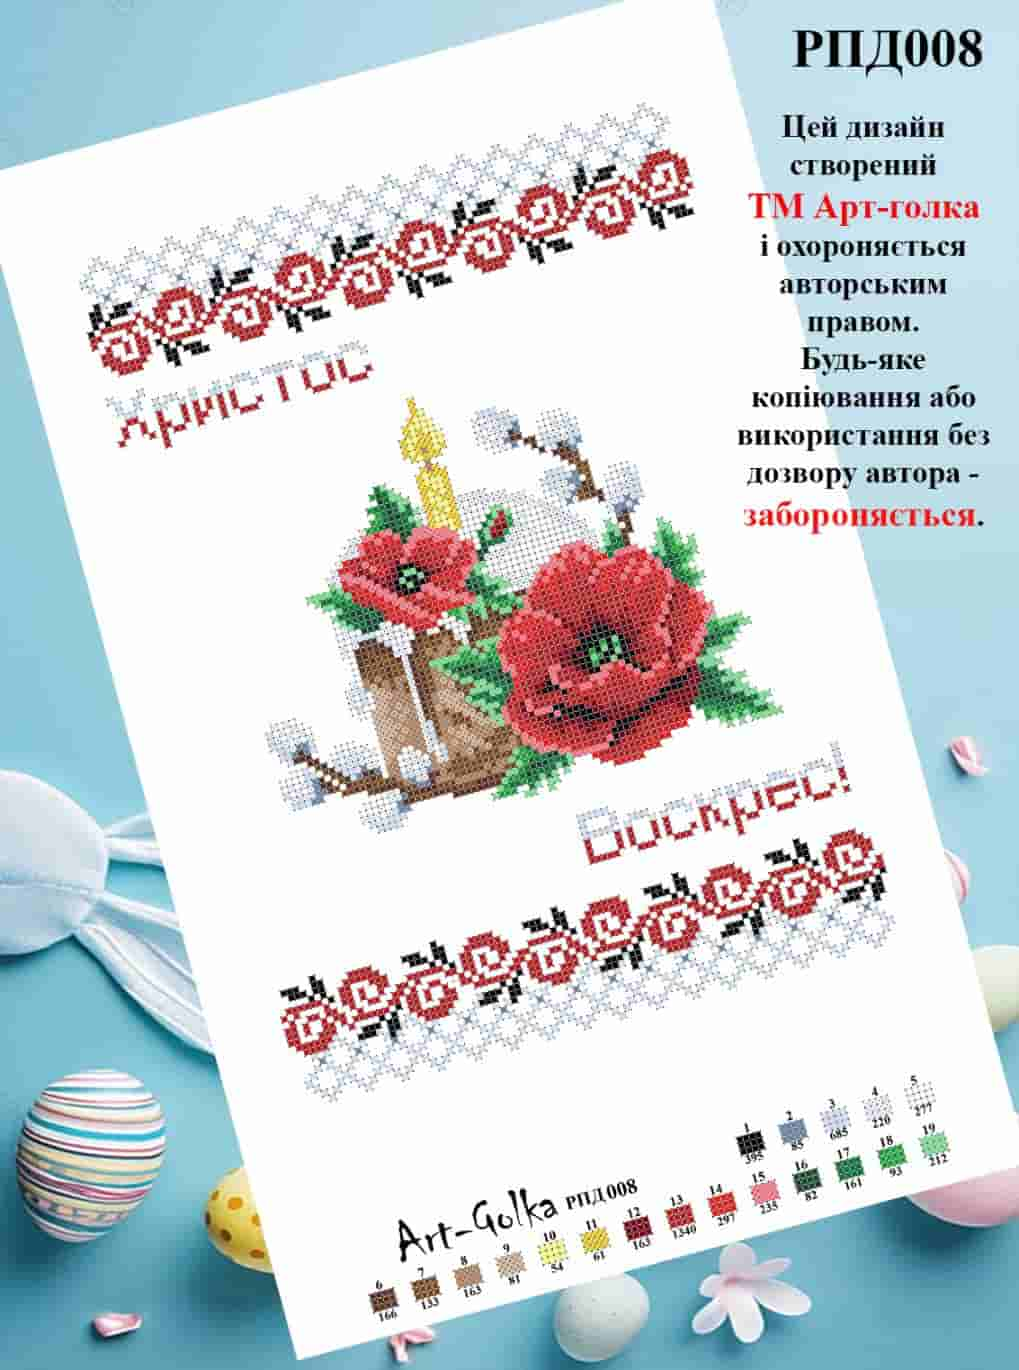 РПД008
Цей дизайн
створений
ТМ Арт-голка
і охороняється
авторським
правом.
Будь-яке
копіювання або
використання без
дозвору автора -
забороняється.
Христос
Воскрес!
1 2 3 4 5
395 85 685 220 277
Art-Golka РПД008
6 7 8 9 10 11 12 13 14 15 16 17 18 19
166 133 163 81 54 61 163 1340 297 235 82 161 93 212